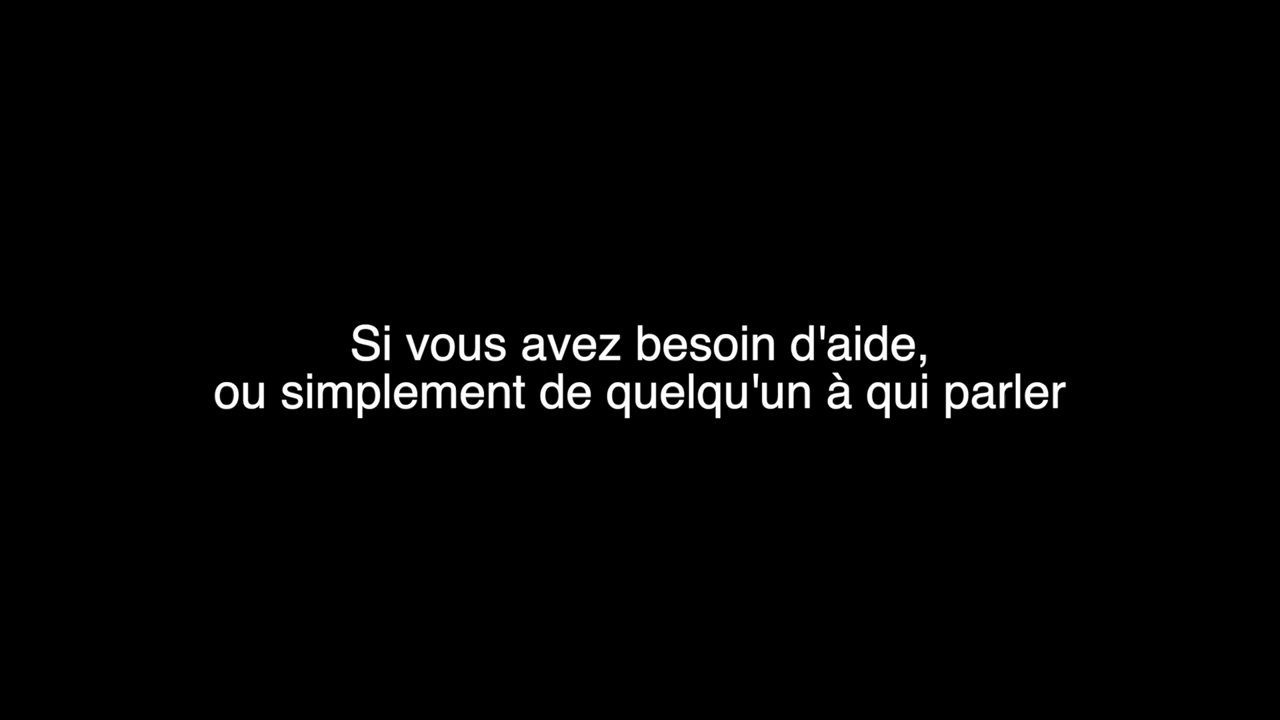 Si vous avez besoin d'aide,
ou simplement de quelqu'un à qui parler